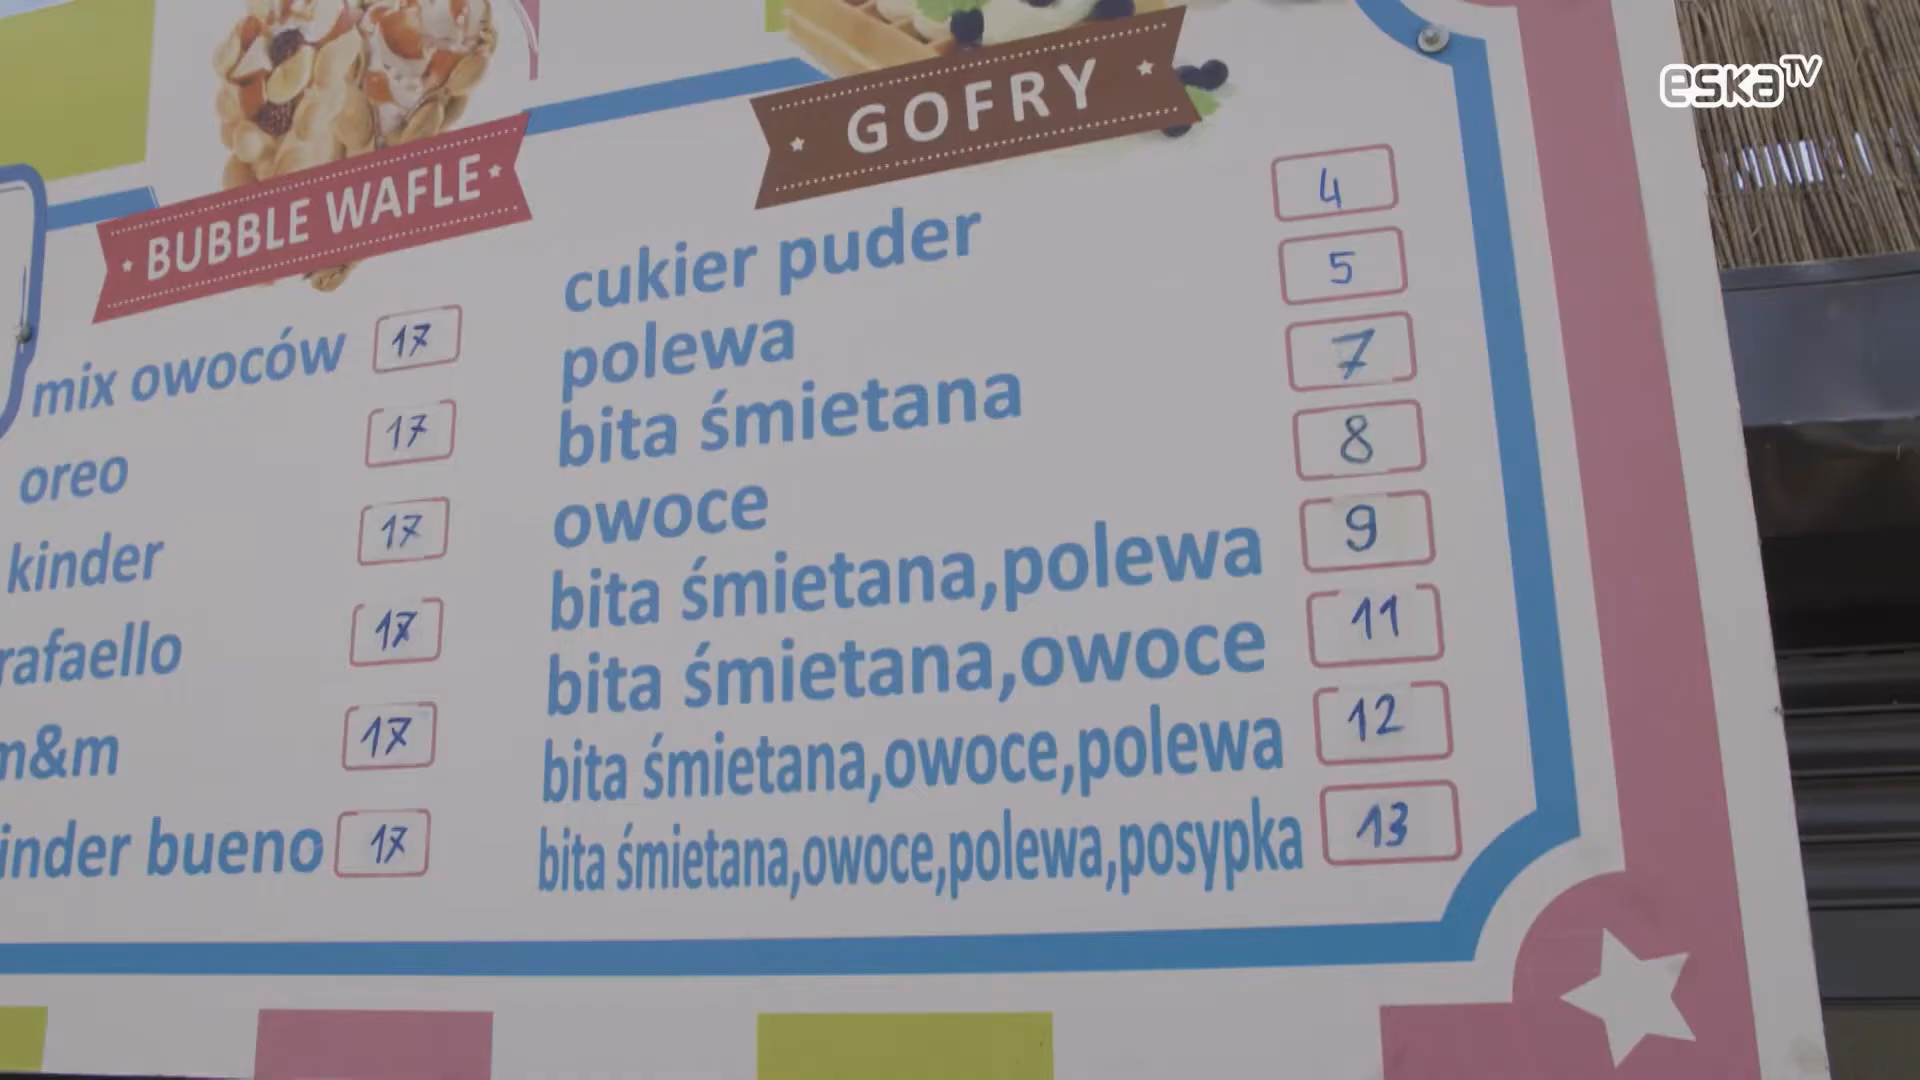 eska TV
BUBBLE WAFLE
mix owoców 17
oreo 17
kinder 17
rafaello 17
m&m 17
inder bueno 17
GOFRY
cukier puder 4
polewa 5
bita śmietana 7
owoce 8
bita śmietana,polewa 9
bita śmietana,owoce 11
bita śmietana,owoce,polewa 12
bita śmietana,owoce,polewa,posypka 13